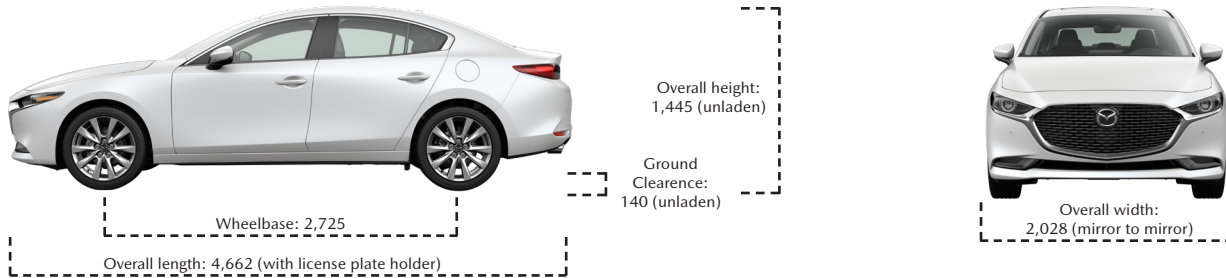 Overall height:
1,445 (unladen)
Ground
Clearence:
140 (unladen)
Wheelbase: 2,725
Overall length: 4,662 (with license plate holder)
Overall width:
2,028 (mirror to mirror)